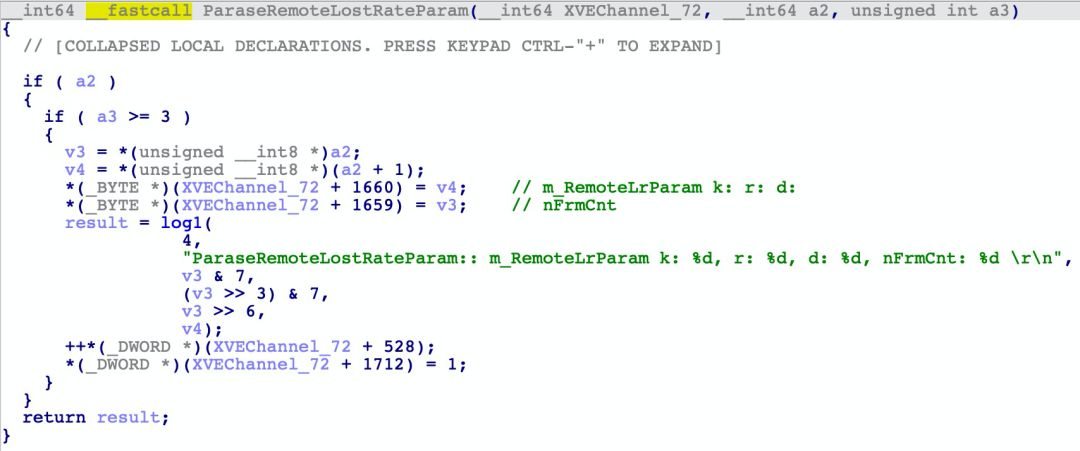 __int64 __fastcall ParaseRemoteLostRateParam(__int64 XVEChannel_72, __int64 a2, unsigned int a3)
{
  // [COLLAPSED LOCAL DECLARATIONS. PRESS KEYPAD CTRL-"+" TO EXPAND]
  if ( a2 )
  {
    if ( a3 >= 3 )
    {
      v3 = *(unsigned __int8 *)a2;
      v4 = *(unsigned __int8 *)(a2 + 1);
      *(_BYTE *)(XVEChannel_72 + 1660) = v4;    // m_RemoteLrParam k: r: d:
      *(_BYTE *)(XVEChannel_72 + 1659) = v3;    // nFrmCnt
      result = log1(
                 4,
                 "ParaseRemoteLostRateParam:: m_RemoteLrParam k: %d, r: %d, d: %d, nFrmCnt: %d \r\n",
                 v3 & 7,
                 (v3 >> 3) & 7,
                 v3 >> 6,
                 v4);
      ++*(_DWORD *)(XVEChannel_72 + 528);
      *(_DWORD *)(XVEChannel_72 + 1712) = 1;
    }
  }
  return result;
}